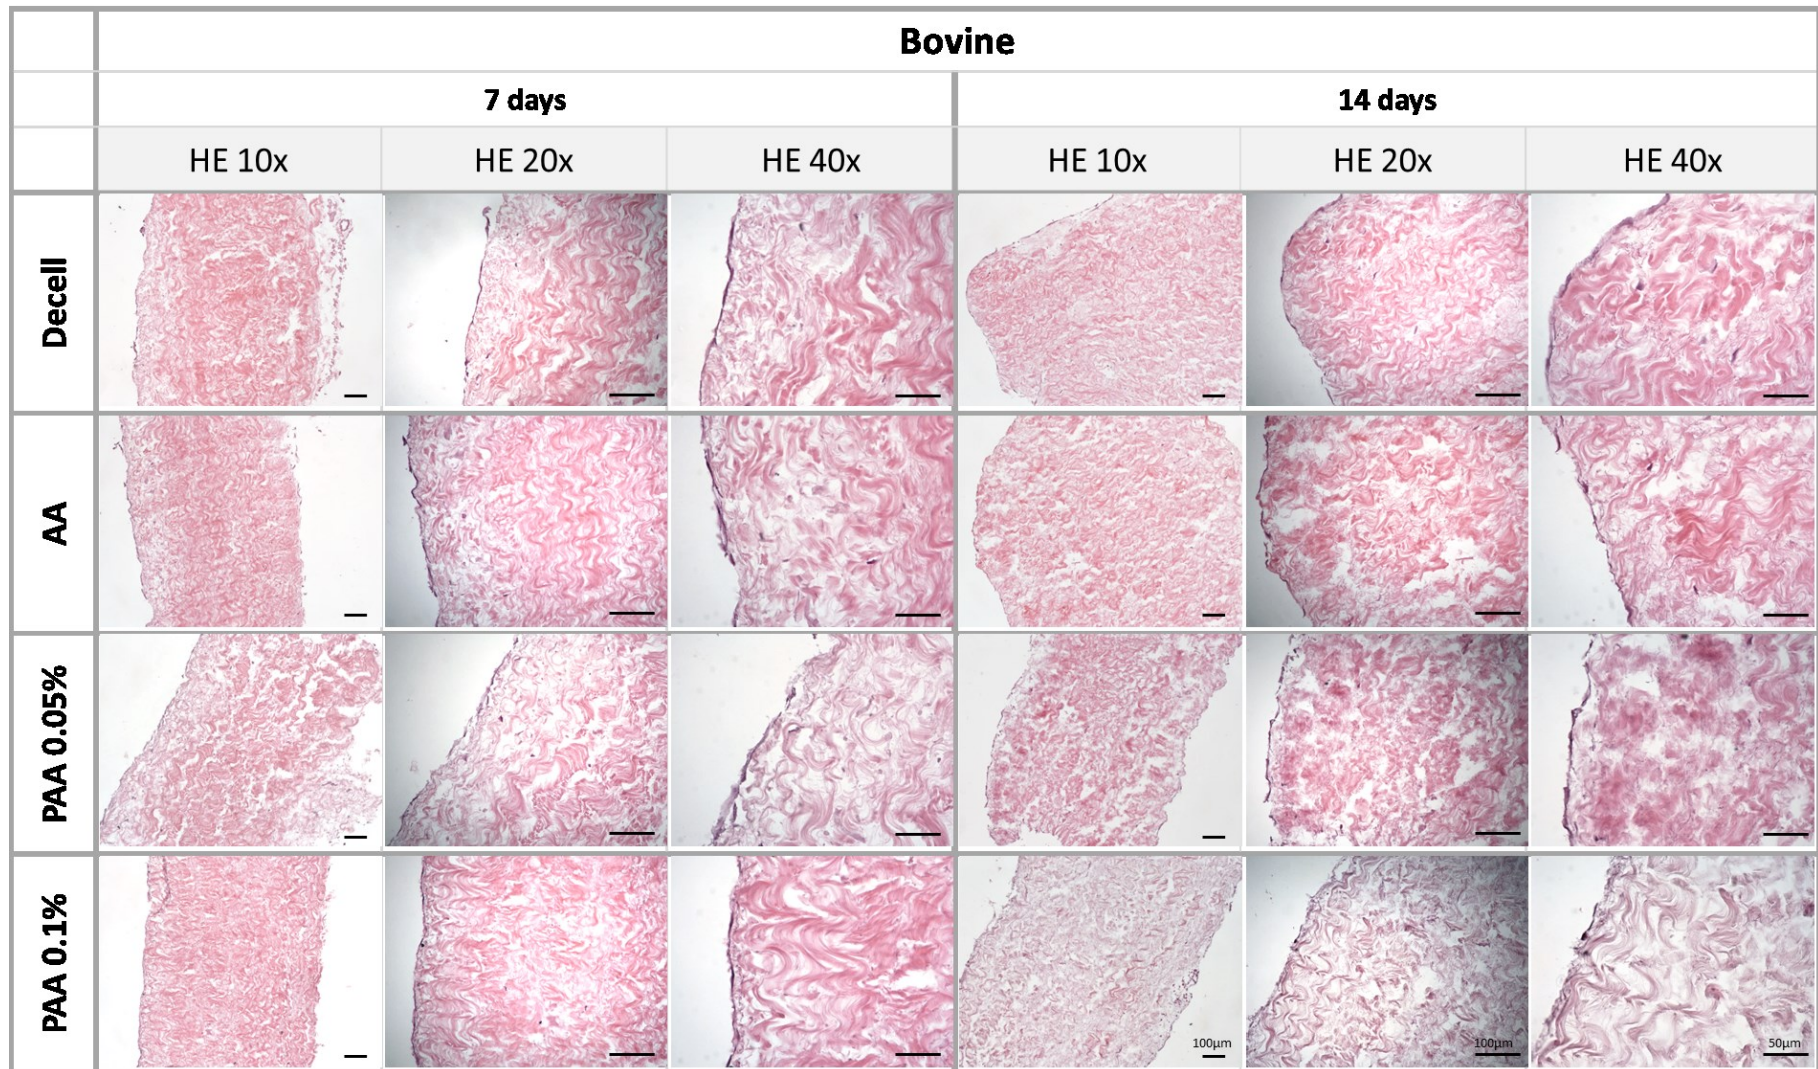 Bovine
7 days
14 days
HE 10x
HE 20x
HE 40x
HE 10x
HE 20x
HE 40x
Decell
AA
PAA 0.05%
PAA 0.1%
100µm
100µm
50µm